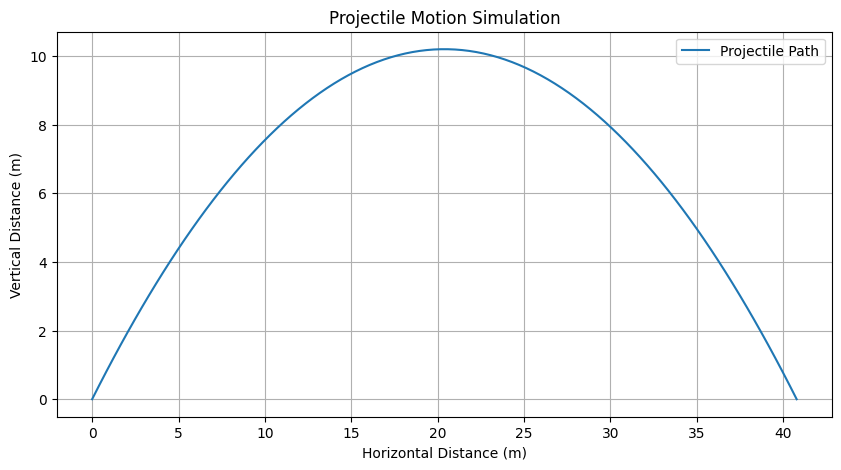 Projectile Motion Simulation
Projectile Path
Vertical Distance (m)
10
8
6
4
2
0
0 5 10 15 20 25 30 35 40
Horizontal Distance (m)